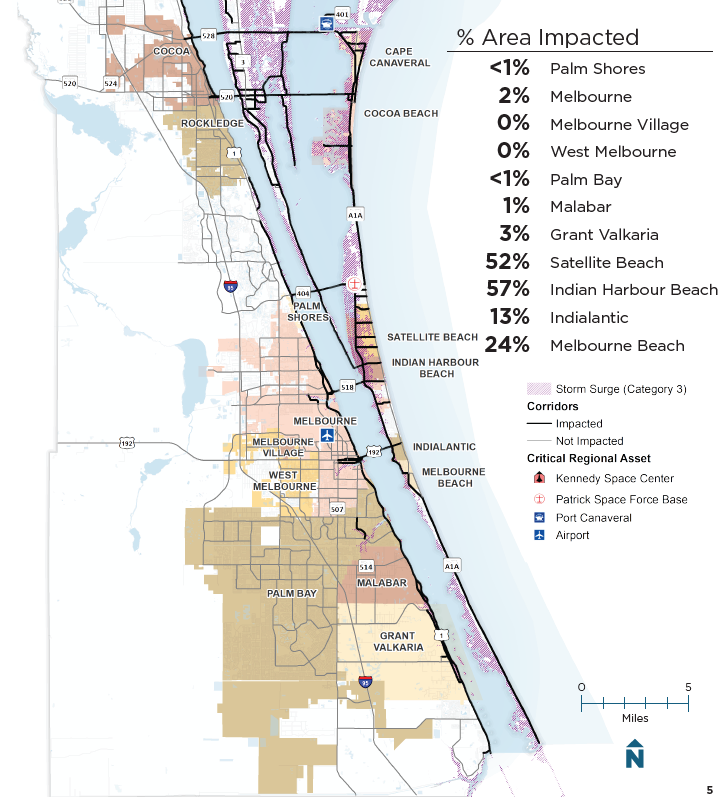 401
528
COCOA
CAPE
CANAVERAL
3
520
524
520
COCOA BEACH
ROCKLEDGE
1
A1A
95
404
PALM
SHORES
SATELLITE BEACH
INDIAN HARBOUR
BEACH
518
MELBOURNE
192
MELBOURNE
VILLAGE
192
INDIALANTIC
WEST
MELBOURNE
MELBOURNE
BEACH
507
514
A1A
MALABAR
PALM BAY
1
GRANT
VALKARIA
95
% Area Impacted
<1% Palm Shores
2% Melbourne
0% Melbourne Village
0% West Melbourne
<1% Palm Bay
1% Malabar
3% Grant Valkaria
52% Satellite Beach
57% Indian Harbour Beach
13% Indialantic
24% Melbourne Beach
Storm Surge (Category 3)
Corridors
Impacted
Not Impacted
Critical Regional Asset
Kennedy Space Center
Patrick Space Force Base
Port Canaveral
Airport
0 5
Miles
N
5